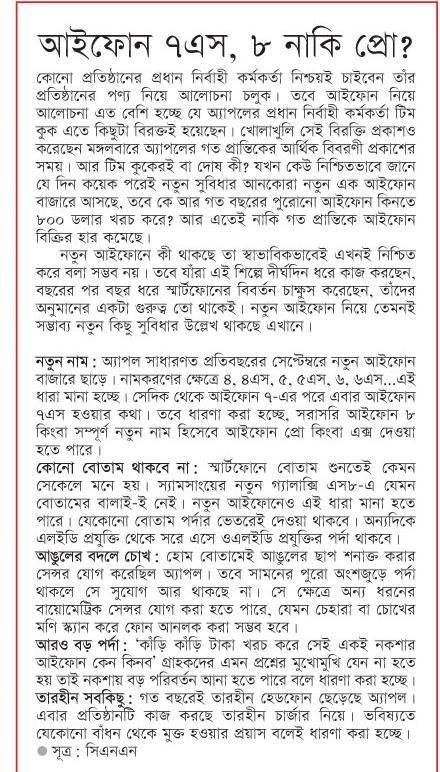 আইফোন ৭এস, ৮ নাকি প্রো?
কোনো প্রতিষ্ঠানের প্রধান নির্বাহী কর্মকর্তা নিশ্চয়ই চাইবেন তাঁর
প্রতিষ্ঠানের পণ্য নিয়ে আলোচনা চলুক। তবে আইফোন নিয়ে
আলোচনা এত বেশি হচ্ছে যে অ্যাপলের প্রধান নির্বাহী কর্মকর্তা টিম
কুক এতে কিছুটা বিরক্তই হয়েছেন। খোলাখুলি সেই বিরক্তি প্রকাশও
করেছেন মঙ্গলবারে অ্যাপলের গত প্রান্তিকের আর্থিক বিবরণী প্রকাশের
সময়। আর টিম কুকেরই বা দোষ কী? যখন কেউ নিশ্চিতভাবে জানে
যে দিন কয়েক পরেই নতুন সুবিধার আনকোরা নতুন এক আইফোন
বাজারে আসছে, তবে কে আর গত বছরের পুরোনো আইফোন কিনতে
৮০০ ডলার খরচ করে? আর এতেই নাকি গত প্রান্তিকে আইফোন
বিক্রির হার কমেছে।
নতুন আইফোনে কী থাকছে তা স্বাভাবিকভাবেই এখনই নিশ্চিত
করে বলা সম্ভব নয়। তবে যাঁরা এই শিল্পে দীর্ঘদিন ধরে কাজ করছেন,
বছরের পর বছর ধরে স্মার্টফোনের বিবর্তন চাক্ষুস করেছেন, তাঁদের
অনুমানের একটা গুরুত্ব তো থাকেই। নতুন আইফোন নিয়ে তেমনই
সম্ভাব্য নতুন কিছু সুবিধার উল্লেখ থাকছে এখানে।
নতুন নাম : অ্যাপল সাধারণত প্রতিবছরের সেপ্টেম্বরে নতুন আইফোন
বাজারে ছাড়ে। নামকরণের ক্ষেত্রে ৪, ৪এস, ৫, ৫এস, ৬, ৬এস...এই
ধারা মানা হচ্ছে। সেদিক থেকে আইফোন ৭-এর পরে এবার আইফোন
৭এস হওয়ার কথা। তবে ধারণা করা হচ্ছে, সরাসরি আইফোন ৮
কিংবা সম্পূর্ণ নতুন নাম হিসেবে আইফোন প্রো কিংবা এক্স দেওয়া
হতে পারে।
কোনো বোতাম থাকবে না : স্মার্টফোনে বোতাম শুনতেই কেমন
সেকেলে মনে হয়। স্যামসাংয়ের নতুন গ্যালাক্সি এস৮-এ যেমন
বোতামের বালাই-ই নেই। নতুন আইফোনেও এই ধারা মানা হতে
পারে। যেকোনো বোতাম পর্দার ভেতরেই দেওয়া থাকবে। অন্যদিকে
এলইডি প্রযুক্তি থেকে সরে এসে ওএলইডি প্রযুক্তির পর্দা থাকবে।
আঙুলের বদলে চোখ : হোম বোতামেই আঙুলের ছাপ শনাক্ত করার
সেন্সর যোগ করেছিল অ্যাপল। তবে সামনের পুরো অংশজুড়ে পর্দা
থাকলে সে সুযোগ আর থাকছে না। সে ক্ষেত্রে অন্য ধরনের
বায়োমেট্রিক সেন্সর যোগ করা হতে পারে, যেমন চেহারা বা চোখের
মণি স্ক্যান করে ফোন আনলক করা সম্ভব হবে।
আরও বড় পর্দা : ‘কাঁড়ি কাঁড়ি টাকা খরচ করে সেই একই নকশার
আইফোন কেন কিনব’ গ্রাহকদের এমন প্রশ্নের মুখোমুখি যেন না হতে
হয় তাই নকশায় বড় পরিবর্তন আনা হতে পারে বলে ধারণা করা হচ্ছে।
তারহীন সবকিছু : গত বছরেই তারহীন হেডফোন ছেড়েছে অ্যাপল।
এবার প্রতিষ্ঠানটি কাজ করছে তারহীন চার্জার নিয়ে। ভবিষ্যতে
যেকোনো বাঁধন থেকে মুক্ত হওয়ার প্রয়াস বলেই ধারণা করা হচ্ছে।
● সূত্র : সিএনএন